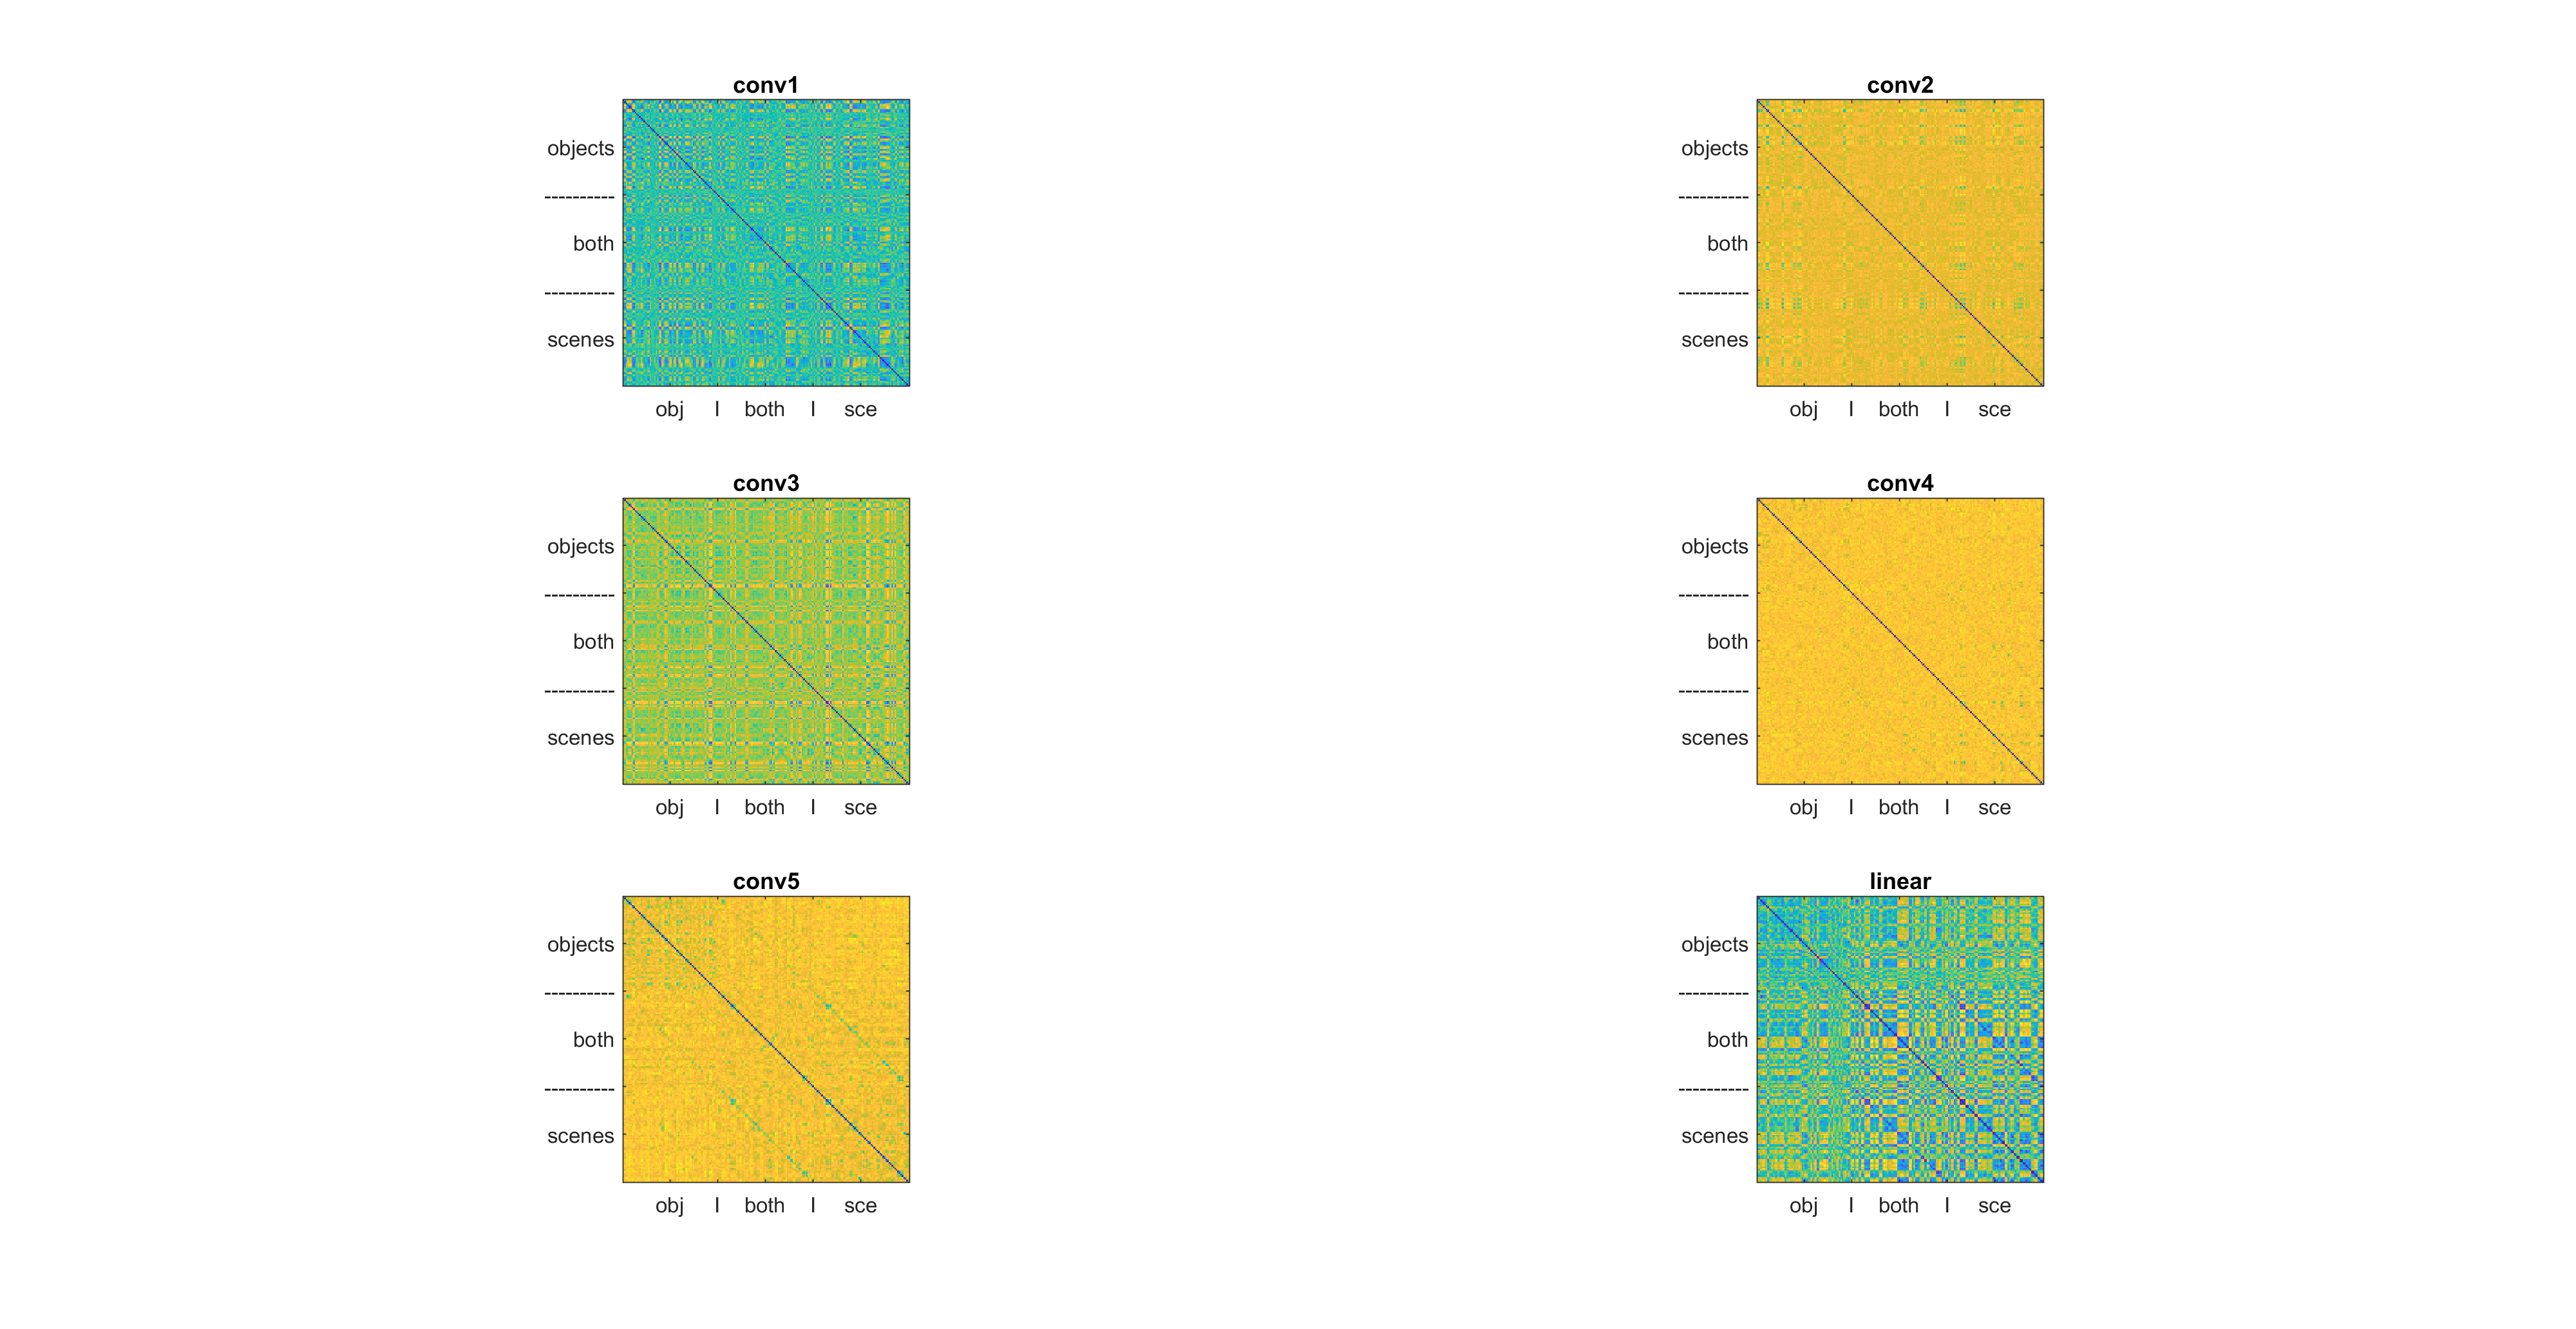 conv1
objects
----------
both
----------
scenes
obj I both I sce
conv2
objects
----------
both
----------
scenes
obj I both I sce
conv3
objects
----------
both
----------
scenes
obj I both I sce
conv4
objects
----------
both
----------
scenes
obj I both I sce
conv5
objects
----------
both
----------
scenes
obj I both I sce
linear
objects
----------
both
----------
scenes
obj I both I sce